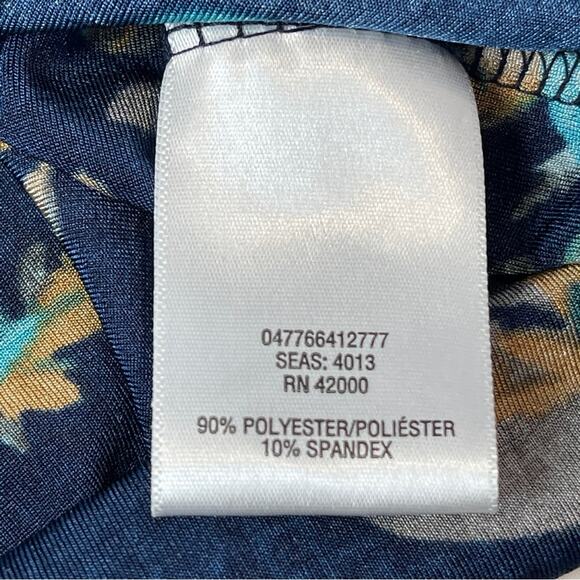 047766412777
SEAS: 4013
RN 42000
90% POLYESTER/POLIÉSTER
10% SPANDEX